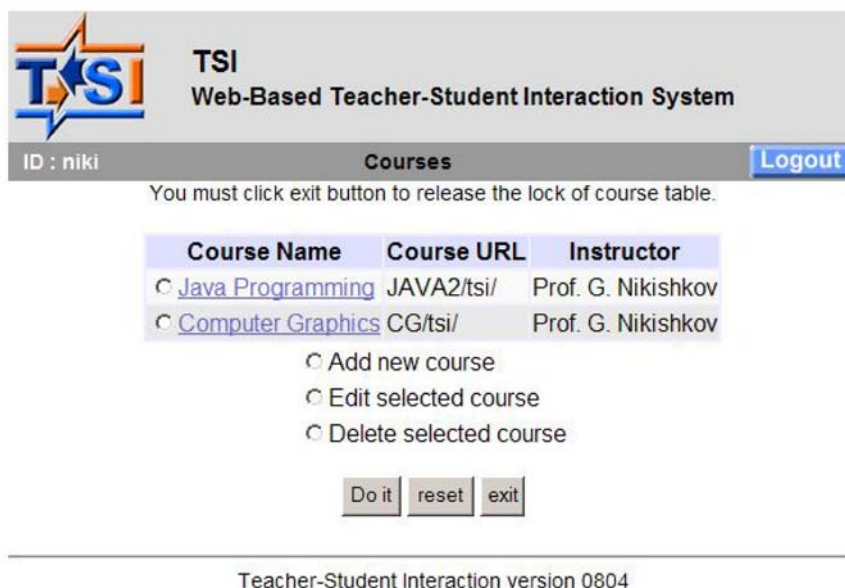 TSI
TSI
Web-Based Teacher-Student Interaction System
ID : niki Courses Logout
You must click exit button to release the lock of course table.
Course Name Course URL Instructor
Java Programming JAVA2/tsi/ Prof. G. Nikishkov
Computer Graphics CG/tsi/ Prof. G. Nikishkov
Add new course
Edit selected course
Delete selected course
Do it reset exit
Teacher-Student Interaction version 0804